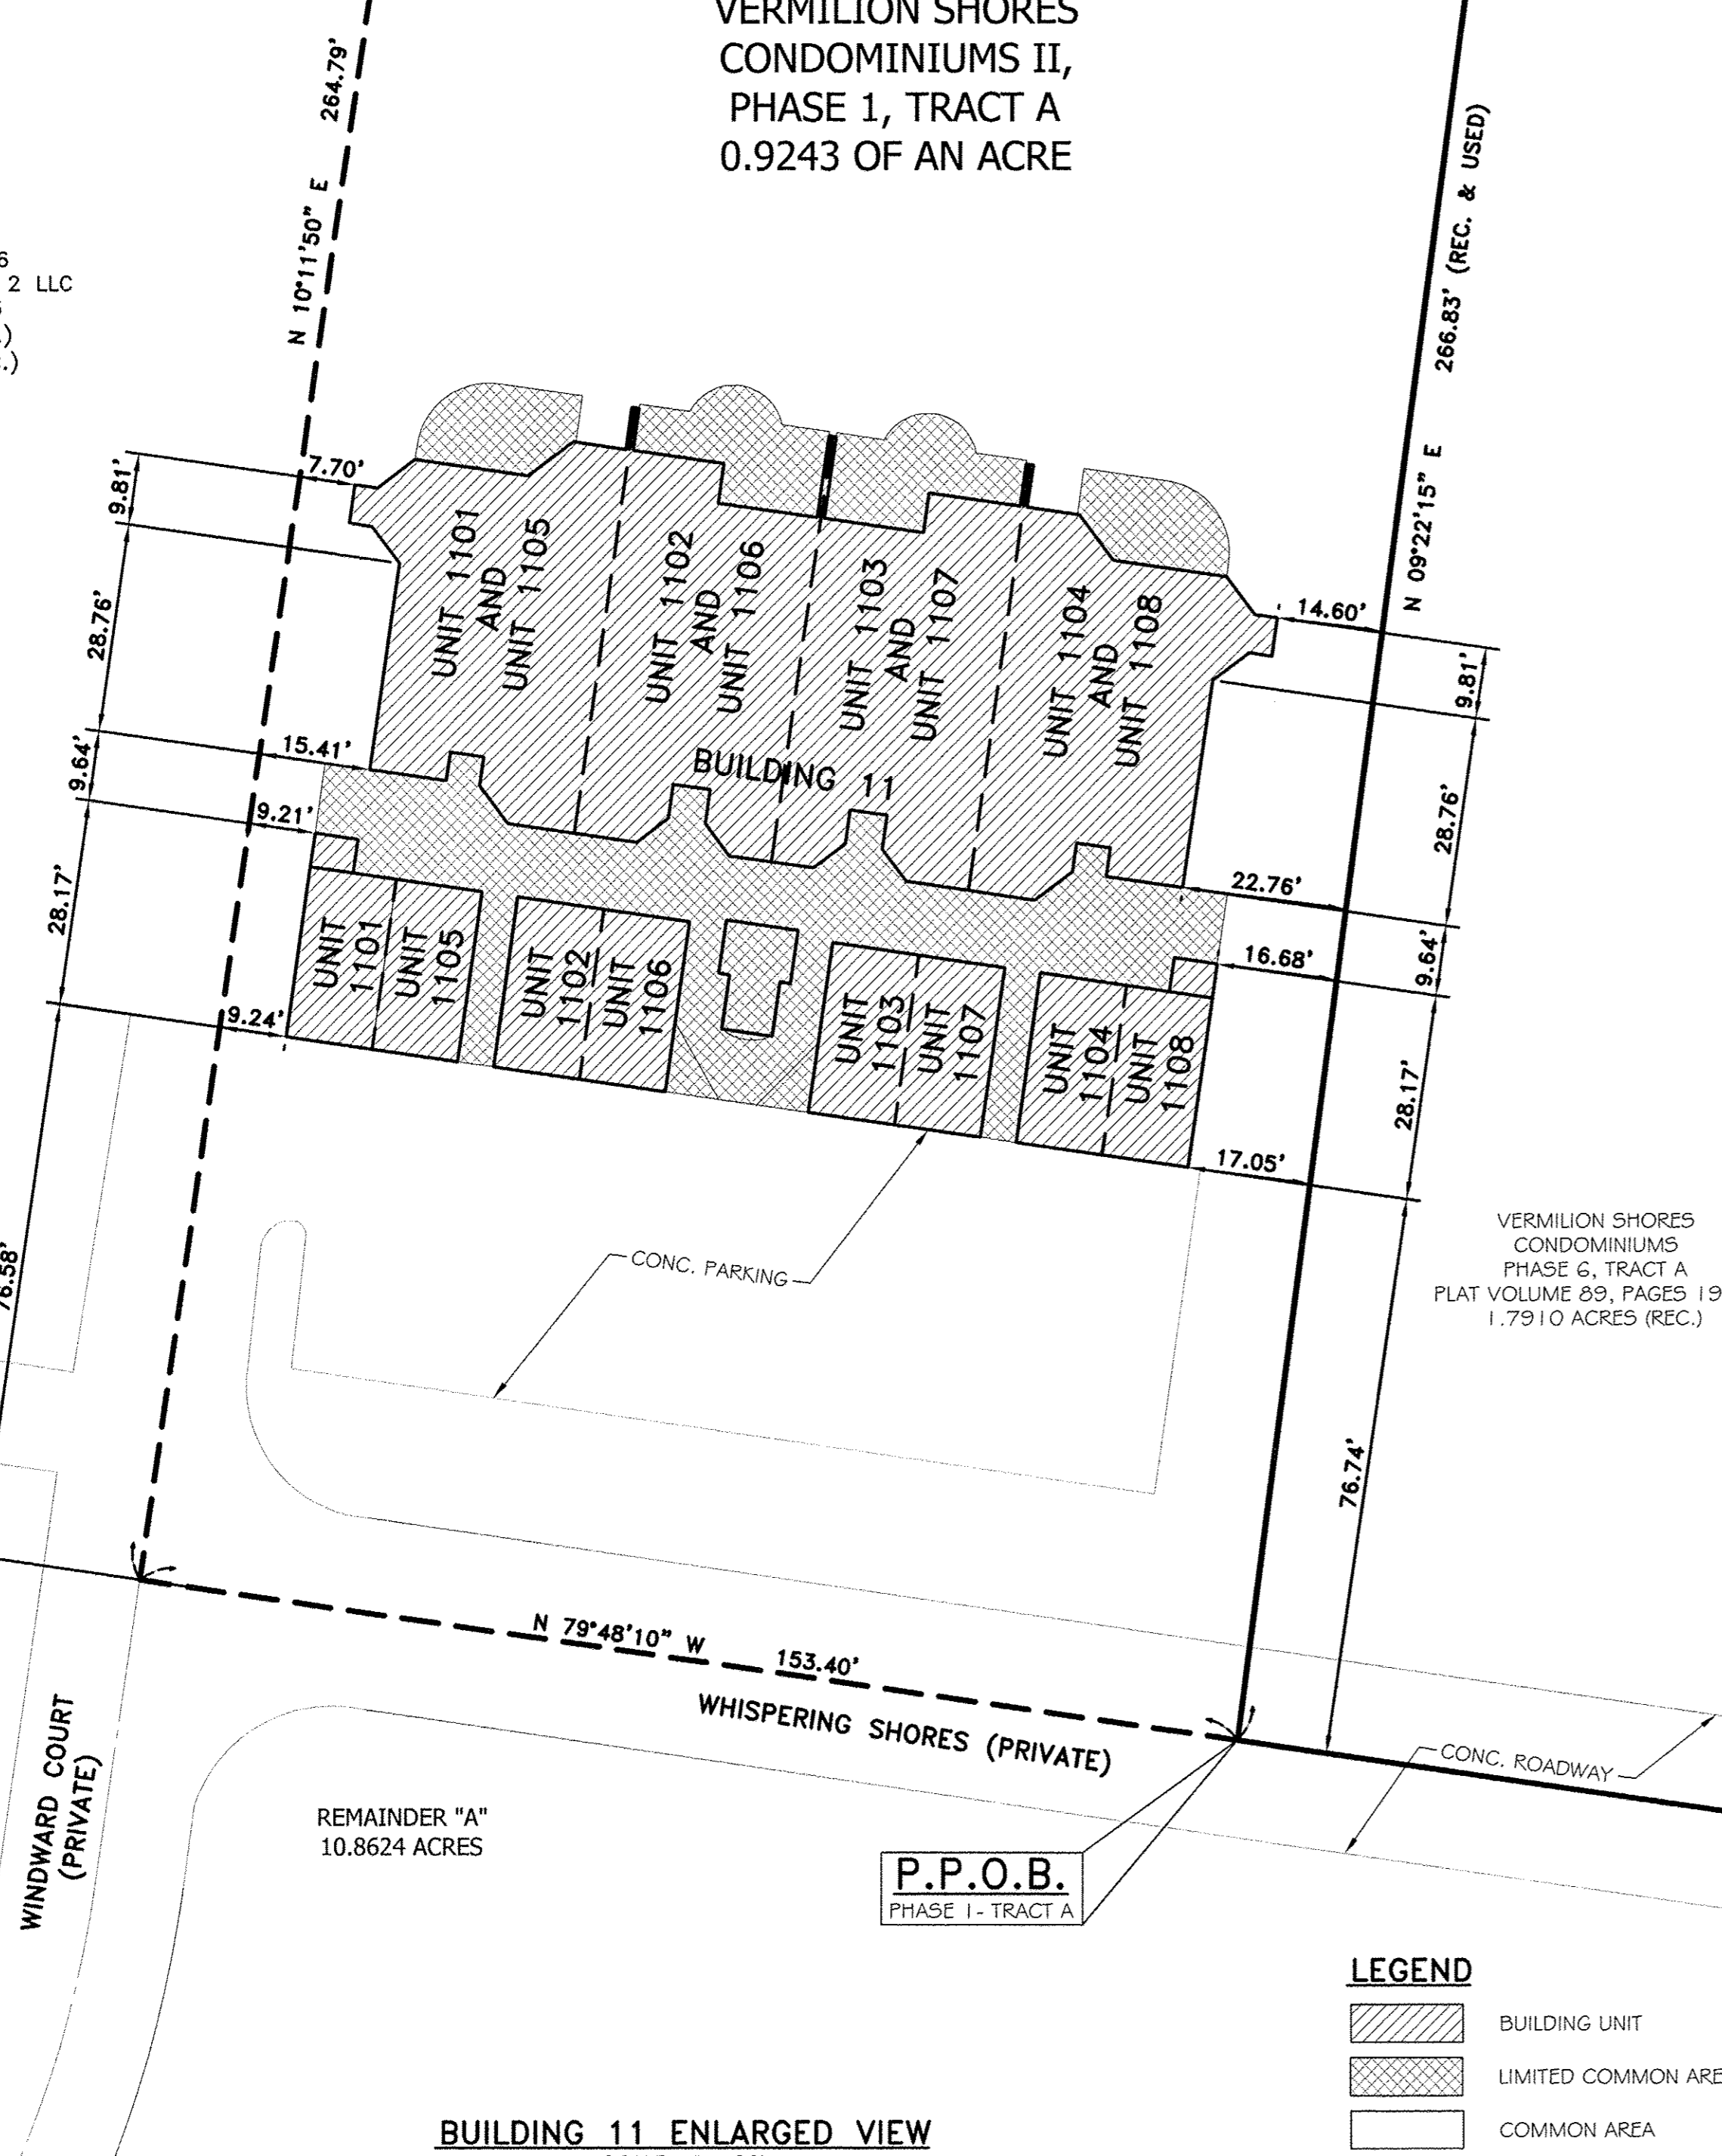 VERMILION SHORES
CONDOMINIUMS II,
PHASE 1, TRACT A
0.9243 OF AN ACRE
N 10°11'50" E 264.79'
N 09°22'15" E 266.83' (REC. & USED)
6
2 LLC
.)
.)
7.70'
9.81'
28.76'
9.64'
28.17'
76.58'
15.41'
9.21'
9.24'
UNIT 1101
AND
UNIT 1105
UNIT 1102
AND
UNIT 1106
UNIT 1103
AND
UNIT 1107
UNIT 1104
AND
UNIT 1108
BUILDING 11
14.60'
9.81'
28.76'
22.76'
9.64'
16.68'
28.17'
17.05'
76.74'
UNIT
1101
UNIT
1105
UNIT
1102
UNIT
1106
UNIT
1103
UNIT
1107
UNIT
1104
UNIT
1108
CONC. PARKING
VERMILION SHORES
CONDOMINIUMS
PHASE 6, TRACT A
PLAT VOLUME 89, PAGES 19
1.7910 ACRES (REC.)
N 79°48'10" W 153.40'
WHISPERING SHORES (PRIVATE)
CONC. ROADWAY
WINDWARD COURT
(PRIVATE)
REMAINDER "A"
10.8624 ACRES
P.P.O.B.
PHASE 1 - TRACT A
LEGEND
BUILDING UNIT
LIMITED COMMON ARE
COMMON AREA
BUILDING 11 ENLARGED VIEW